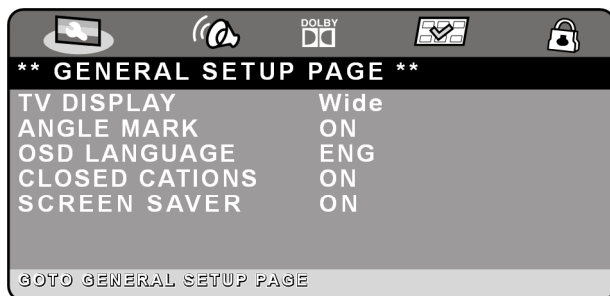 DOLBY
** GENERAL SETUP PAGE **
TV DISPLAY Wide
ANGLE MARK ON
OSD LANGUAGE ENG
CLOSED CATIONS ON
SCREEN SAVER ON
GOTO GENERAL SETUP PAGE